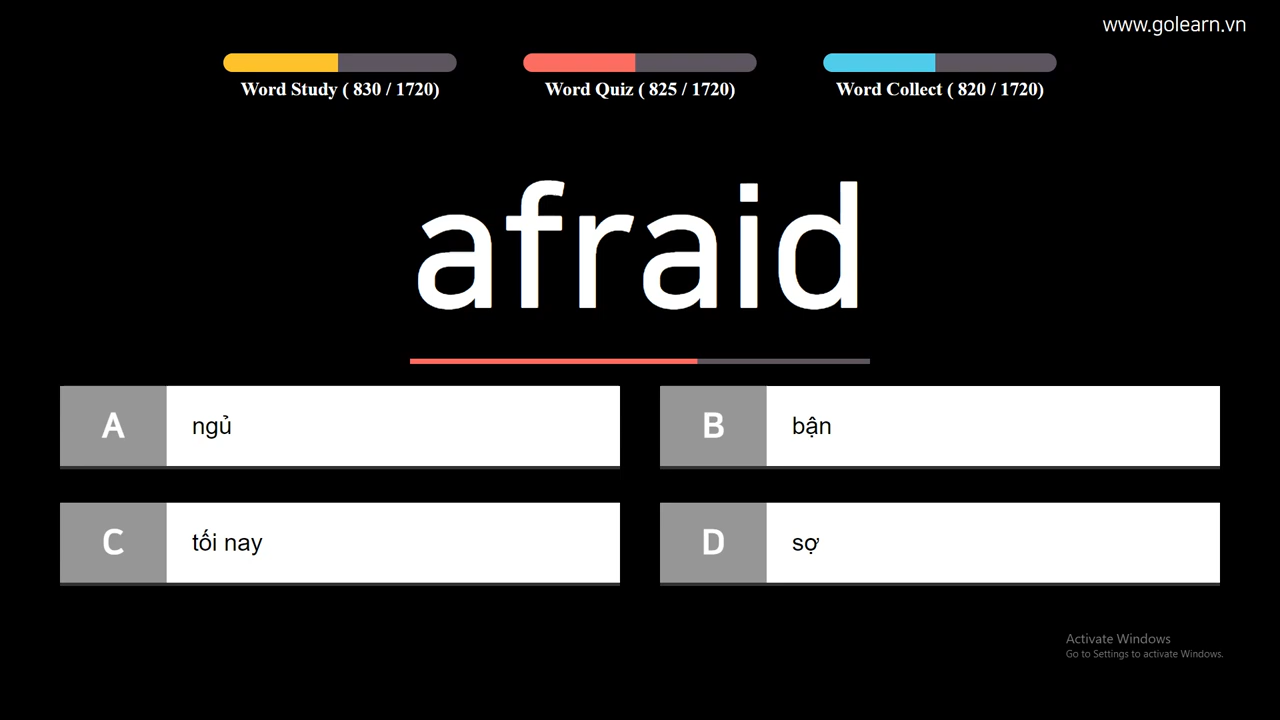 www.golearn.vn
Word Study ( 830 / 1720)
Word Quiz ( 825 / 1720)
Word Collect ( 820 / 1720)
afraid
A ngủ
B bận
C tối nay
D sợ
Activate Windows
Go to Settings to activate Windows.